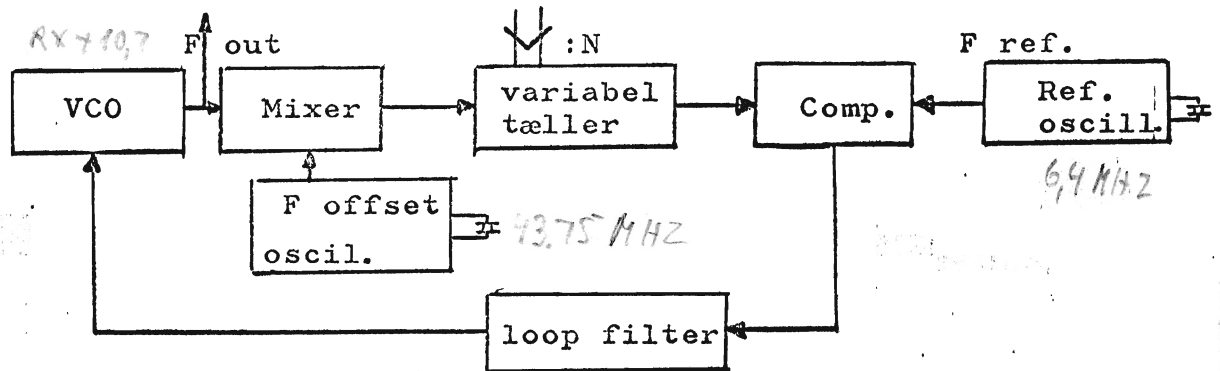 RX + 10,7
F out
:N
F ref.
VCO
Mixer
variabel
tæller
Comp.
Ref.
oscill.
6,4 MHZ
F offset
oscil.
43.75 MHZ
loop filter